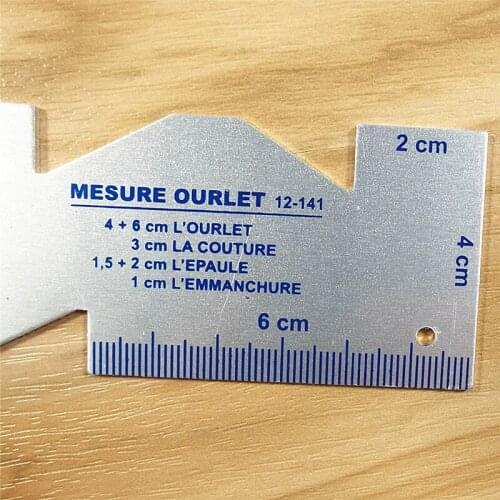 2 cm
MESURE OURLET 12-141
4 + 6 cm L'OURLET
3 cm LA COUTURE
1,5 + 2 cm L'EPAULE
1 cm L'EMMANCHURE
4 cm
6 cm